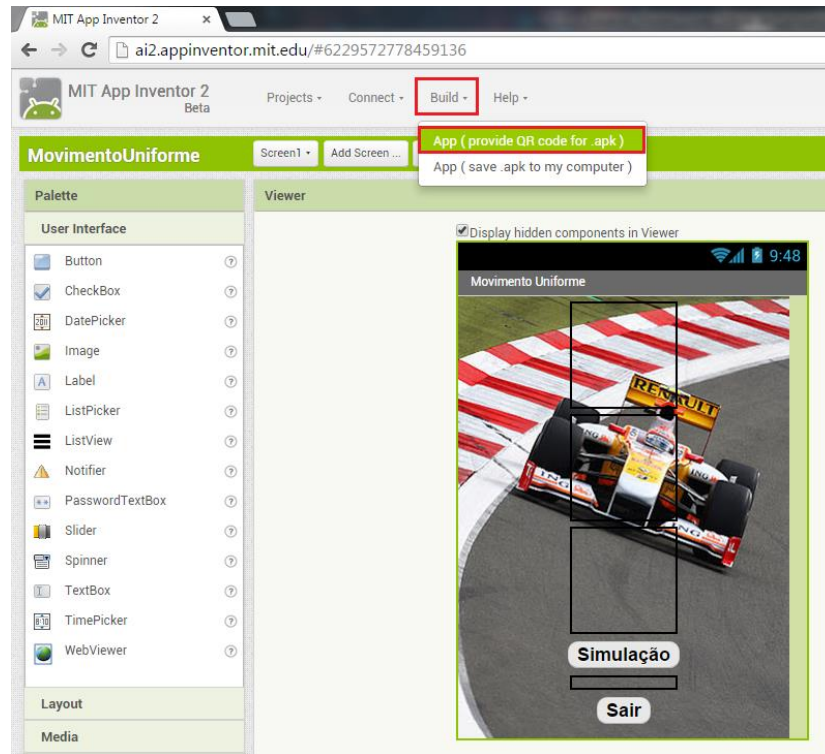 MIT App Inventor 2
ai2.appinventor.mit.edu/#6229572778459136
MIT App Inventor 2
Beta
Projects
Connect
Build
Help
App ( provide QR code for .apk )
App ( save .apk to my computer )
MovimentoUniforme
Screen1
Add Screen ...
Palette
Viewer
User Interface
Display hidden components in Viewer
Button
CheckBox
DatePicker
Image
Label
ListPicker
ListView
Notifier
PasswordTextBox
Slider
Spinner
TextBox
TimePicker
WebViewer
Layout
Media
9:48
Movimento Uniforme
RENAULT
ING
ING
ING
Simulação
Sair